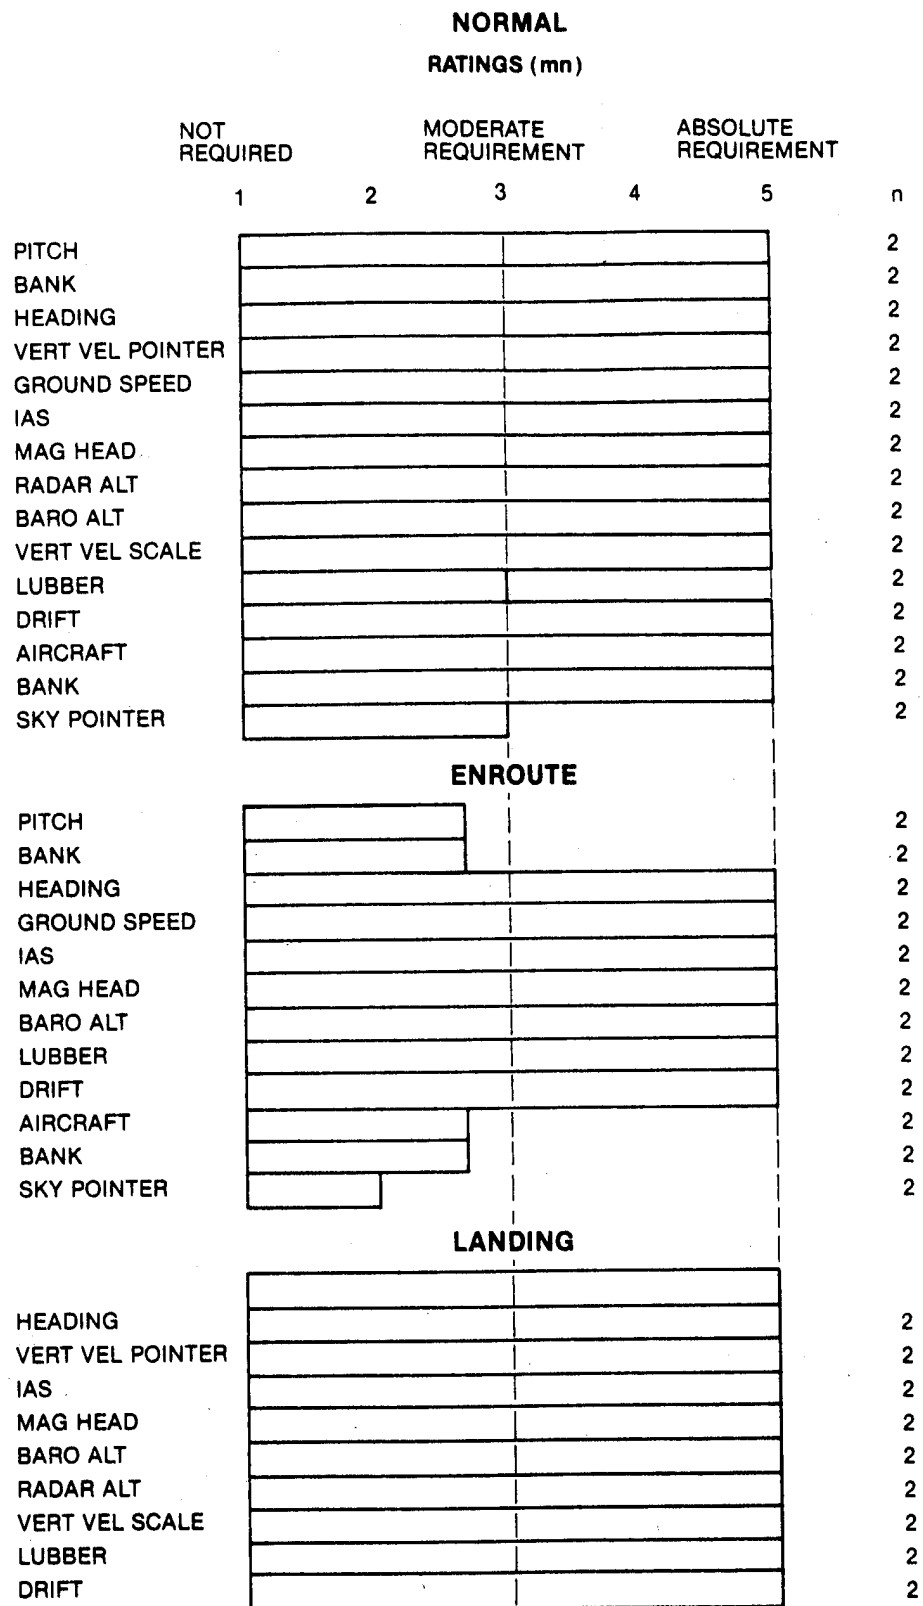 NORMAL
RATINGS (mn)
NOT REQUIRED MODERATE REQUIREMENT ABSOLUTE REQUIREMENT
1 2 3 4 5 n
PITCH 2
BANK 2
HEADING 2
VERT VEL POINTER 2
GROUND SPEED 2
IAS 2
MAG HEAD 2
RADAR ALT 2
BARO ALT 2
VERT VEL SCALE 2
LUBBER 2
DRIFT 2
AIRCRAFT 2
BANK 2
SKY POINTER 2
ENROUTE
PITCH 2
BANK 2
HEADING 2
GROUND SPEED 2
IAS 2
MAG HEAD 2
BARO ALT 2
LUBBER 2
DRIFT 2
AIRCRAFT 2
BANK 2
SKY POINTER 2
LANDING
HEADING 2
VERT VEL POINTER 2
IAS 2
MAG HEAD 2
BARO ALT 2
RADAR ALT 2
VERT VEL SCALE 2
LUBBER 2
DRIFT 2